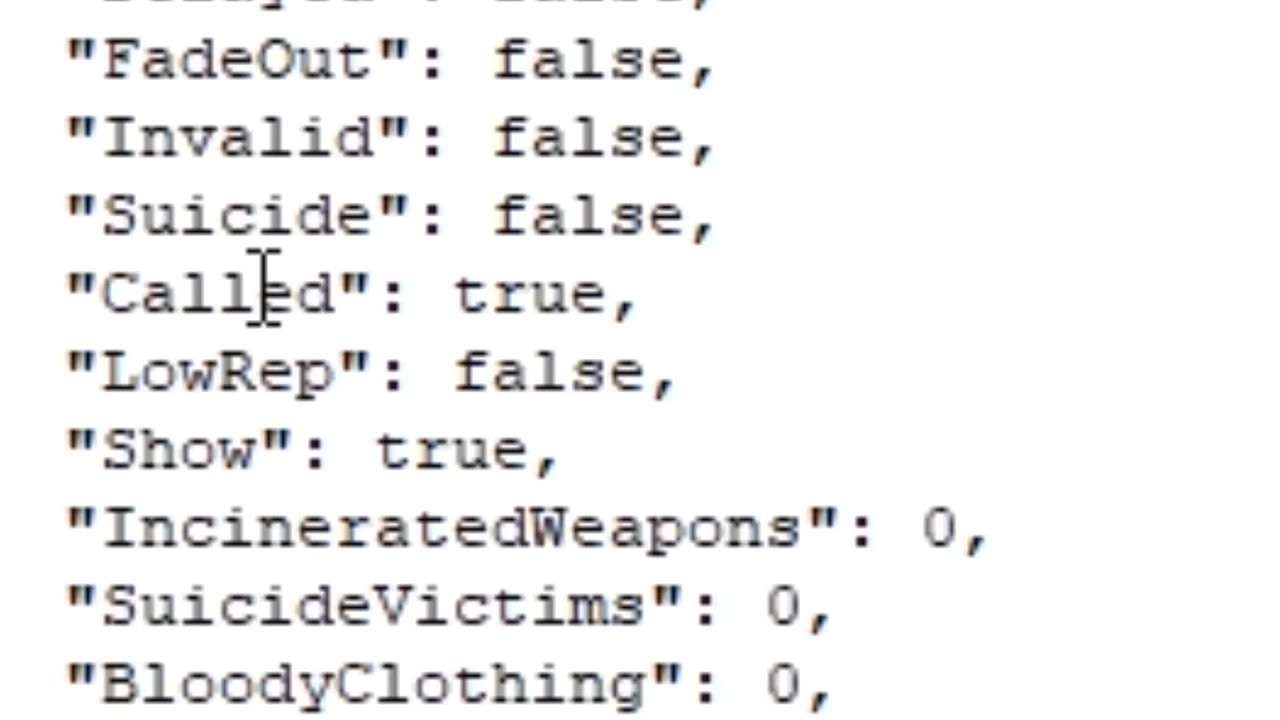 "FadeOut": false,
"Invalid": false,
"Suicide": false,
"Called": true,
"LowRep": false,
"Show": true,
"IncineratedWeapons": 0,
"SuicideVictims": 0,
"BloodyClothing": 0,